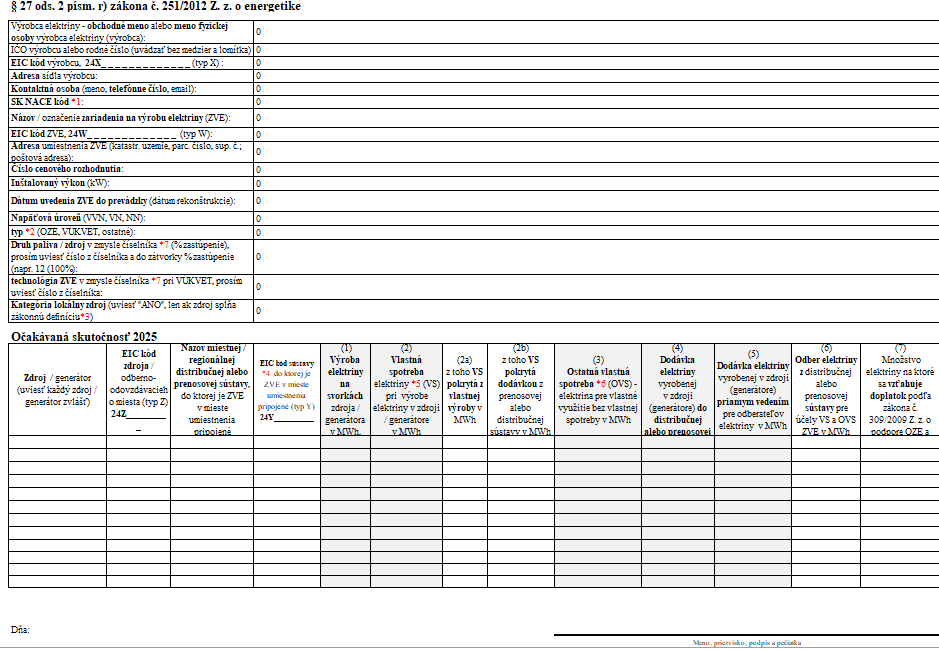 § 27 ods. 2 písm. r) zákona č. 251/2012 Z. z. o energetike
Výrobca elektriny - obchodné meno alebo meno fyzickej
osoby výrobca elektriny (výrobca):
0
IČO výrobcu alebo rodné číslo (uvádzať bez medzier a lomítka)
0
EIC kód výrobcu, 24X_ _ _ _ _ _ _ _ _ _ _ _ _ (typ X) :
0
Adresa sídla výrobcu:
0
Kontaktná osoba (meno, telefónne číslo, email):
0
SK NACE kód *1:
0
Názov / označenie zariadenia na výrobu elektriny (ZVE):
0
EIC kód ZVE, 24W_ _ _ _ _ _ _ _ _ _ _ _ _ (typ W):
0
Adresa umiestnenia ZVE (katastr. územie, parc. číslo, súp. č.;
poštová adresa):
0
Číslo cenového rozhodnutia:
0
Inštalovaný výkon (kW):
0
Dátum uvedenia ZVE do prevádzky (dátum rekonštrukcie):
0
Napäťová úroveň (VVN, VN, NN):
0
typ *2 (OZE, VUKVET, ostatné):
0
Druh paliva / zdroj v zmysle číselníka *7 (% zastúpenie),
prosím uviesť číslo z číselníka a do zátvorky % zastúpenie
(napr. 12 (100%):
0
technológia ZVE v zmysle číselníka *7 pri VUKVET, prosím
uviesť číslo z číselníka:
0
Kategória lokálny zdroj (uviesť "ÁNO", len ak zdroj spĺňa
zákonnú definíciu*3)
0
Očakávaná skutočnosť 2025
Zdroj / generátor
(uviesť každý zdroj /
generátor zvlášť)
EIC kód
zdroja /
odberno-
odovzdávacieh
o miesta (typ Z)
24Z________
_
Názov miestnej /
regionálnej
distribučnej alebo
prenosovej sústavy,
do ktorej je ZVE
v mieste
umiestnenia
pripojené
EIC kód sústavy
*4 do ktorej je
ZVE v mieste
umiestnenia
pripojené (typ Y)
24Y__________
(1)
Výroba
elektriny
na
svorkách
zdroja /
generátora
v MWh.
(2)
Vlastná
spotreba
elektriny *5 (VS)
pri výrobe
elektriny v zdroji
/ generátore
v MWh
(2a)
z toho VS
pokrytá z
vlastnej
výroby v
MWh
(2b)
z toho VS
pokrytá
dodávkou z
prenosovej
alebo
distribučnej
sústavy v MWh
(3)
Ostatná vlastná
spotreba *6 (OVS) -
elektrina pre vlastné
využitie bez vlastnej
spotreby v MWh
(4)
Dodávka
elektriny
vyrobenej
v zdroji
(generátore) do
distribučnej
alebo prenosovej
(5)
Dodávka elektriny
vyrobenej v zdroji
(generátore)
priamym vedením
pre odberateľov
elektriny v MWh
(6)
Odber elektriny
z distribučnej
alebo
prenosovej
sústavy pre
účely VS a OVS
ZVE v MWh
(7)
Množstvo
elektriny na ktoré
sa vzťahuje
doplatok podľa
zákona č.
309/2009 Z. z. o
podpore OZE a
Dňa:
Meno, priezvisko, podpis a pečiatka